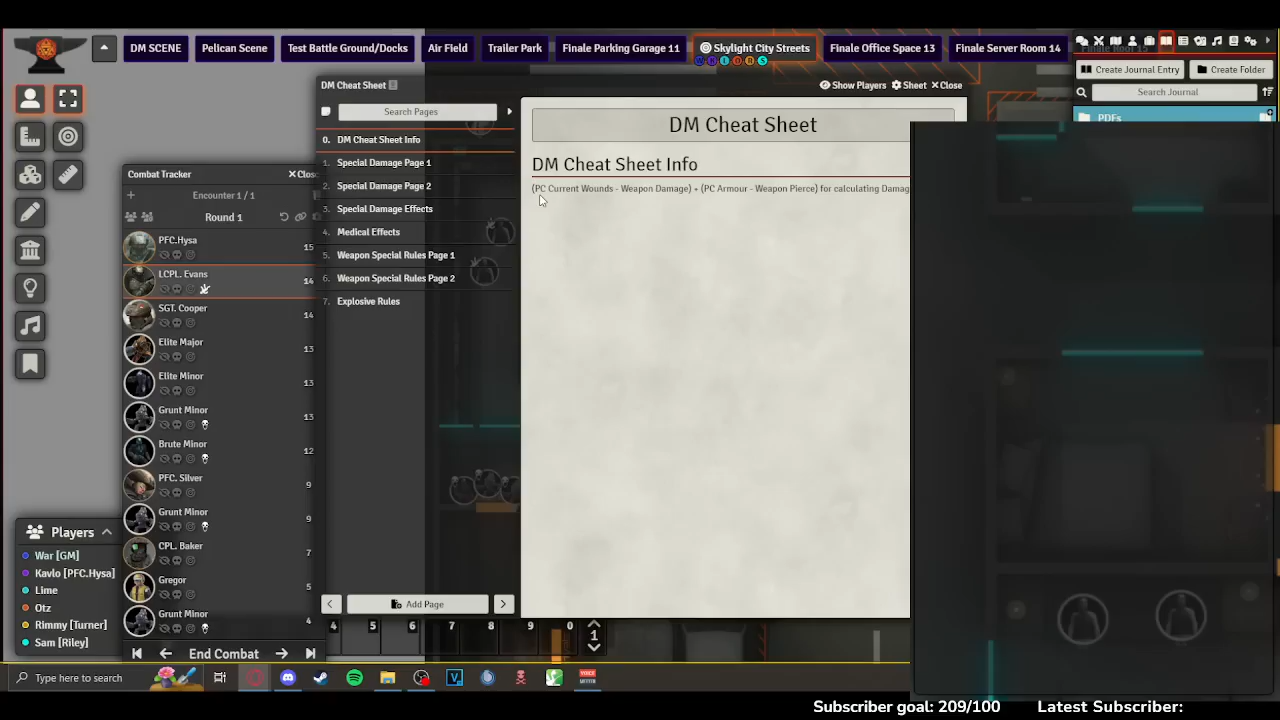 DM SCENE
Pelican Scene
Test Battle Ground/Docks
Air Field
Trailer Park
Finale Parking Garage 11
Skylight City Streets
Finale Office Space 13
Finale Server Room 14
Create Journal Entry
Create Folder
Search Journal
PDFs
DM Cheat Sheet
Show Players
Sheet
Close
Search Pages
0. DM Cheat Sheet Info
1. Special Damage Page 1
2. Special Damage Page 2
3. Special Damage Effects
4. Medical Effects
5. Weapon Special Rules Page 1
6. Weapon Special Rules Page 2
7. Explosive Rules
Add Page
DM Cheat Sheet
DM Cheat Sheet Info
(PC Current Wounds - Weapon Damage) + (PC Armour - Weapon Pierce) for calculating Damag
Combat Tracker
Close
Encounter 1 / 1
Round 1
PFC.Hysa 15
LCPL. Evans 14
SGT. Cooper 14
Elite Major 13
Elite Minor 13
Grunt Minor 13
Brute Minor 12
PFC. Silver 9
Grunt Minor 9
CPL. Baker 7
Gregor 5
Grunt Minor 4
End Combat
Players
War [GM]
Kavlo [PFC.Hysa]
Lime
Otz
Rimmy [Turner]
Sam [Riley]
4 5 6 7 8 9 0
1
Type here to search
Subscriber goal: 209/100
Latest Subscriber: